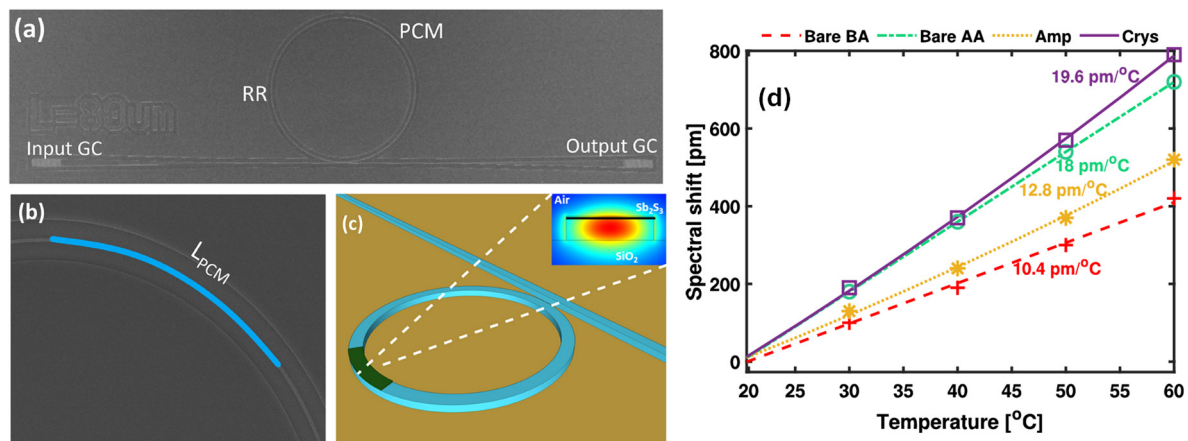 (a)
PCM
RR
L=80um
Input GC
Output GC
(b)
L_PCM
(c)
Air
Sb₂S₃
SiO₂
Bare BA
Bare AA
Amp
Crys
(d)
19.6 pm/°C
18 pm/°C
12.8 pm/°C
10.4 pm/°C
Spectral shift [pm]
800
600
400
200
0
20 25 30 35 40 45 50 55 60
Temperature [°C]